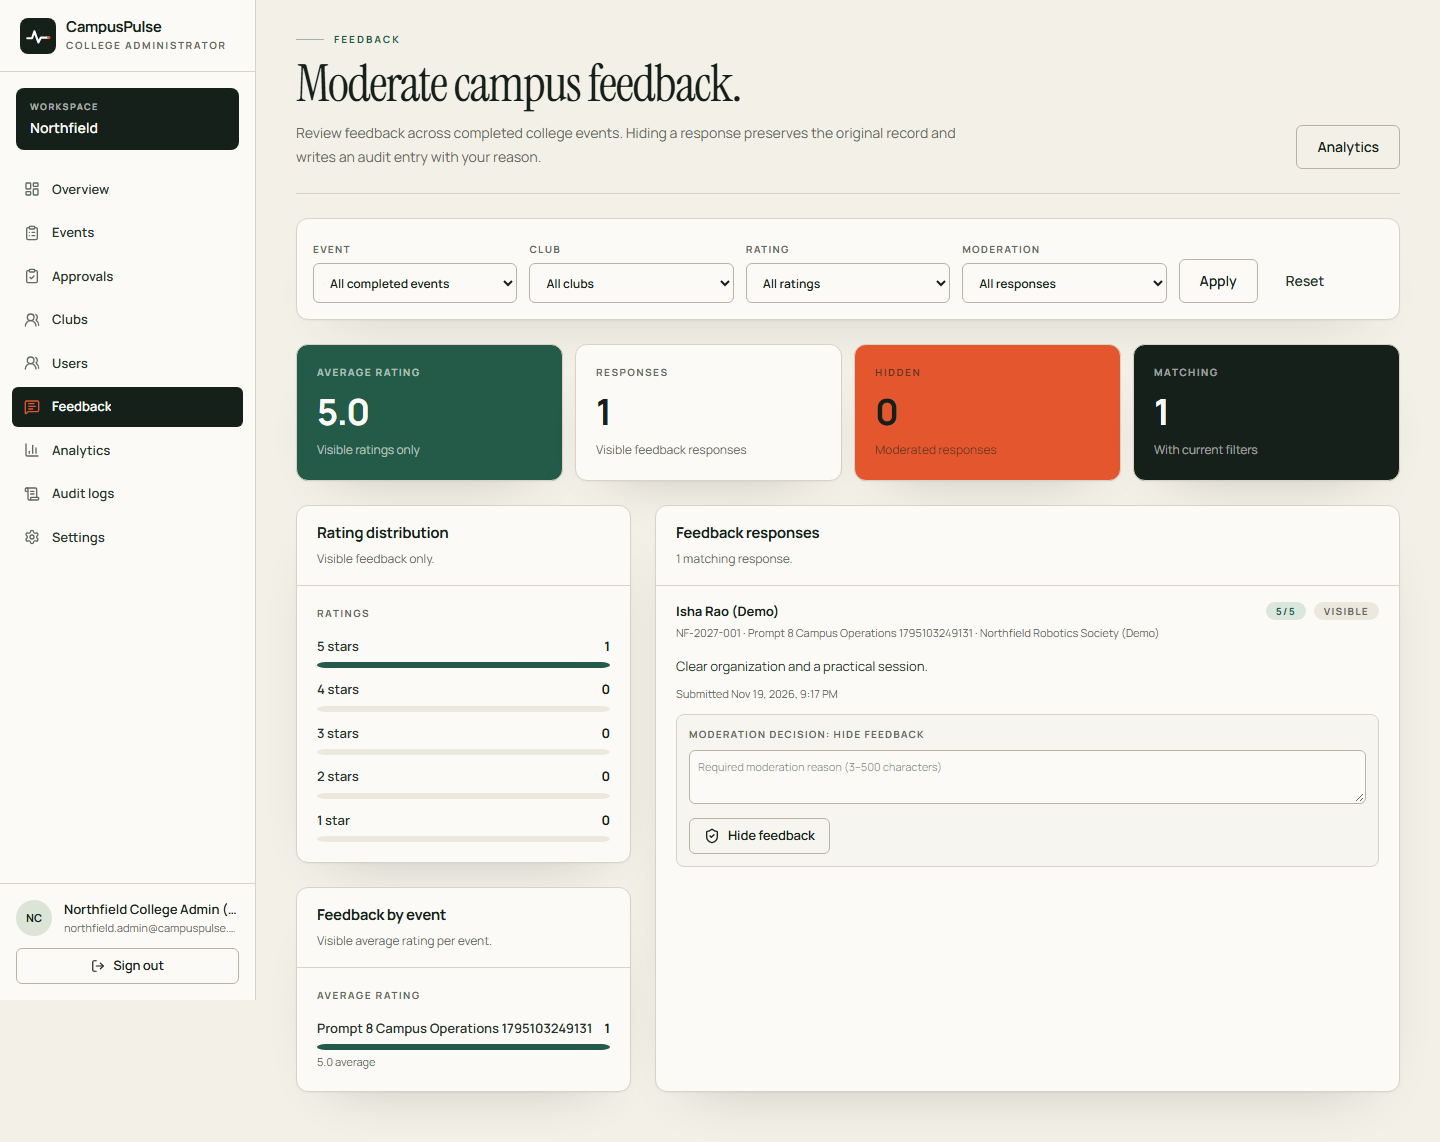 CampusPulse
COLLEGE ADMINISTRATOR
WORKSPACE
Northfield
Overview
Events
Approvals
Clubs
Users
Feedback
Analytics
Audit logs
Settings
NC
Northfield College Admin (...
northfield.admin@campuspulse....
Sign out
FEEDBACK
Moderate campus feedback.
Review feedback across completed college events. Hiding a response preserves the original record and
writes an audit entry with your reason.
Analytics
EVENT
All completed events
CLUB
All clubs
RATING
All ratings
MODERATION
All responses
Apply
Reset
AVERAGE RATING
5.0
Visible ratings only
RESPONSES
1
Visible feedback responses
HIDDEN
0
Moderated responses
MATCHING
1
With current filters
Rating distribution
Visible feedback only.
RATINGS
5 stars 1
4 stars 0
3 stars 0
2 stars 0
1 star 0
Feedback by event
Visible average rating per event.
AVERAGE RATING
Prompt 8 Campus Operations 1795103249131 1
5.0 average
Feedback responses
1 matching response.
Isha Rao (Demo)
5/5 VISIBLE
NF-2027-001 · Prompt 8 Campus Operations 1795103249131 · Northfield Robotics Society (Demo)
Clear organization and a practical session.
Submitted Nov 19, 2026, 9:17 PM
MODERATION DECISION: HIDE FEEDBACK
Required moderation reason (3–500 characters)
Hide feedback